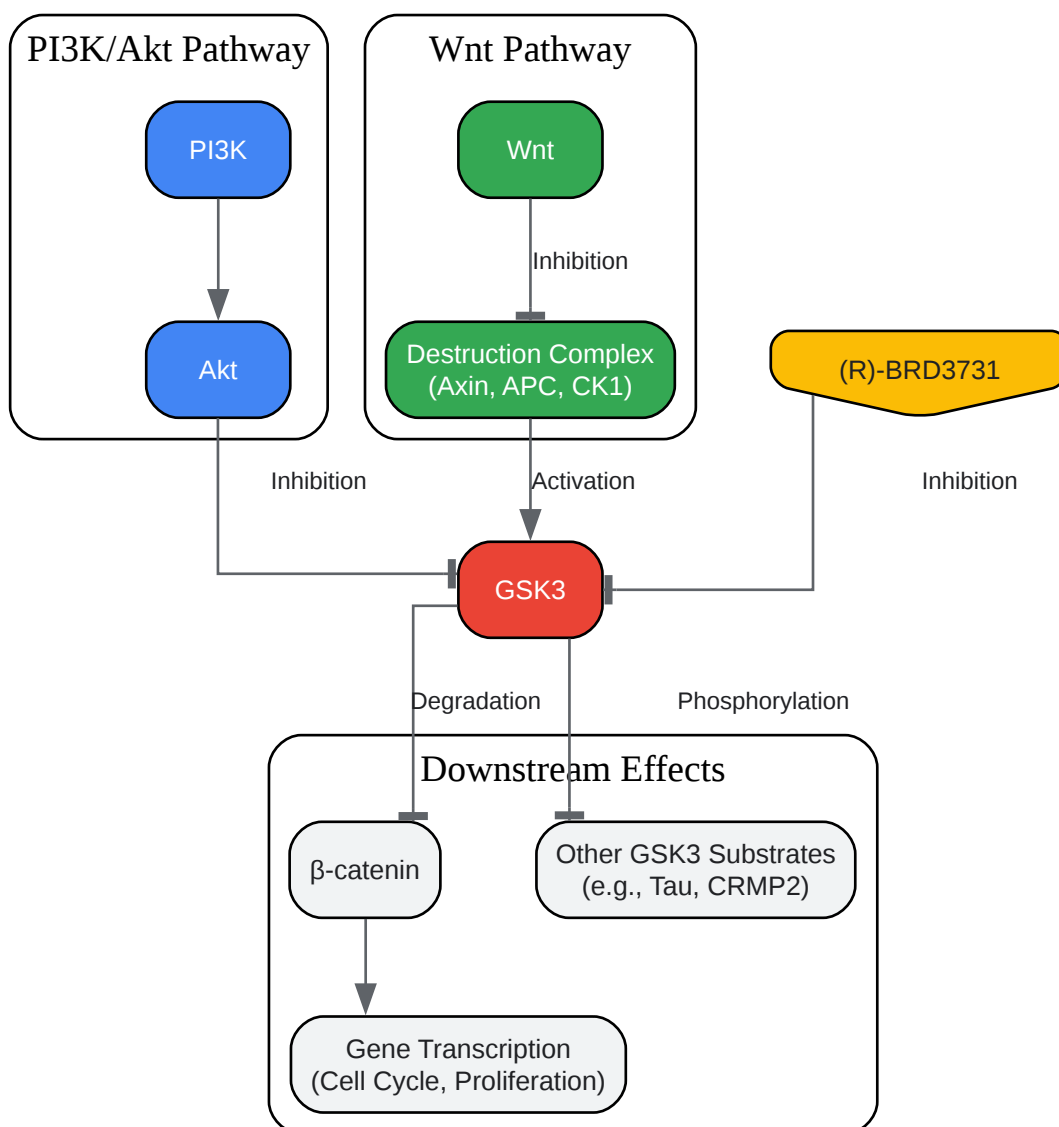 PI3K/Akt Pathway
Wnt Pathway
PI3K
Wnt
Inhibition
Akt
Destruction Complex
(Axin, APC, CK1)
(R)-BRD3731
Inhibition
Activation
Inhibition
GSK3
Degradation
Phosphorylation
Downstream Effects
β-catenin
Other GSK3 Substrates
(e.g., Tau, CRMP2)
Gene Transcription
(Cell Cycle, Proliferation)